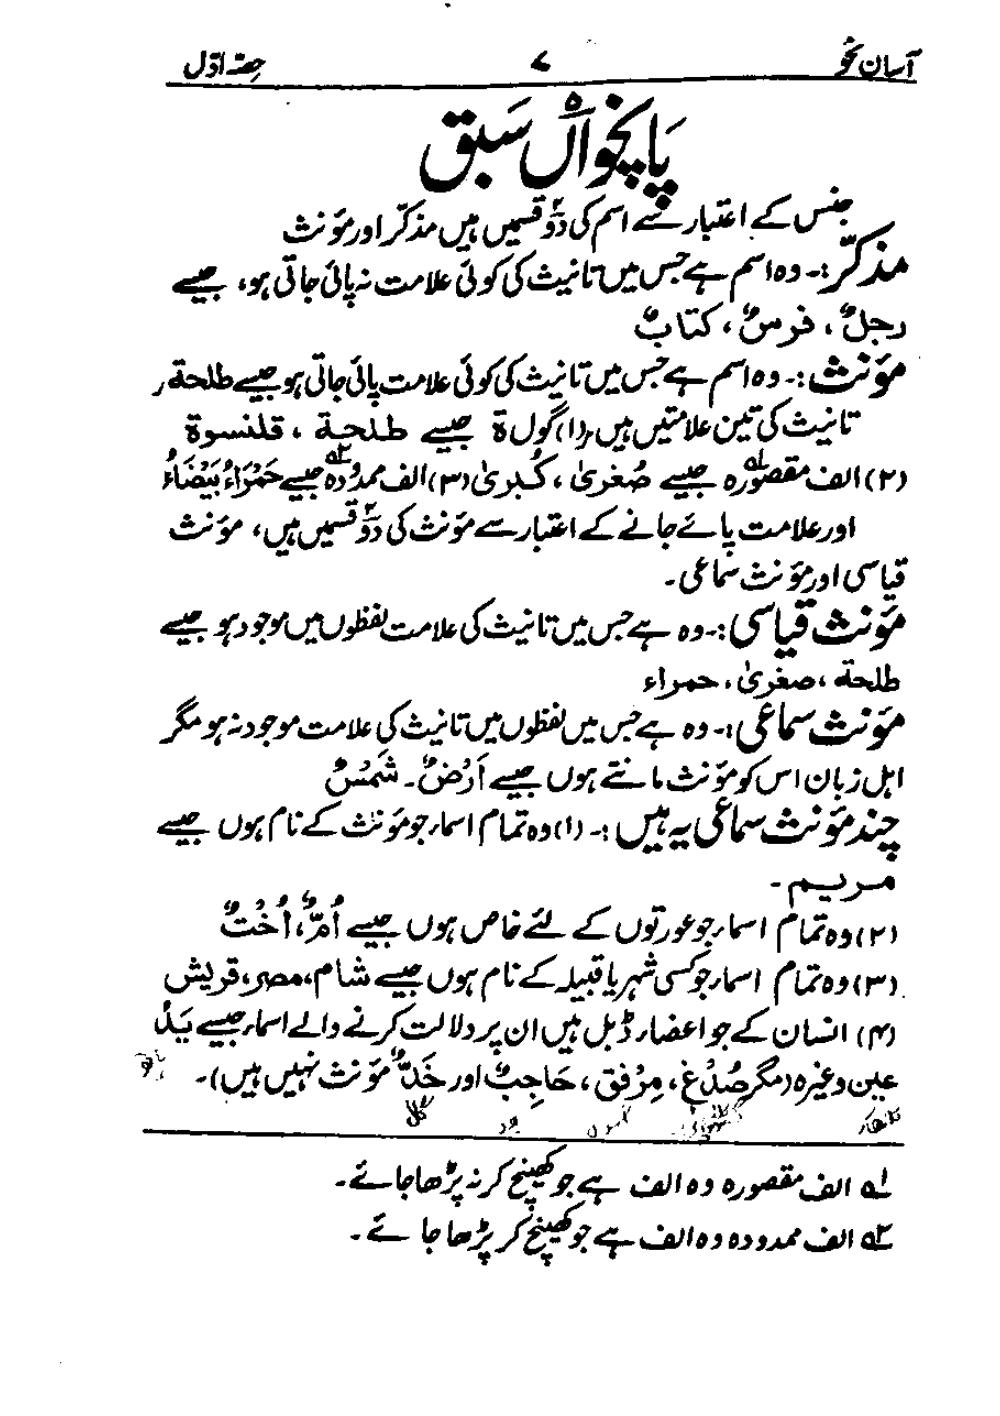 آسان نحو ۷ حصہ اوّل
پانچواں سبق
جنس کے اعتبار سے اسم کی دو قسمیں ہیں مذکّر اور مؤنث
مذکّر:۔ وہ اسم ہے جس میں تانیث کی کوئی علامت نہ پائی جاتی ہو، جیسے
رجلٌ، فرسٌ، کتابٌ
مؤنث:۔ وہ اسم ہے جس میں تانیث کی کوئی علامت پائی جاتی ہو جیسے طلحۃ
تانیث کی تین علامتیں ہیں (۱) گول ۃ جیسے طلحۃ ، قلنسوۃ
(۲) الف مقصورہ لہ جیسے صُغریٰ ، کُبریٰ (۳) الف ممدودہ ۲ہ جیسے حَمْرَاءُ بَیْضَاءُ
اور علامت پائے جانے کے اعتبار سے مؤنث کی دو قسمیں ہیں، مؤنث
قیاسی اور مؤنث سماعی ۔
مؤنث قیاسی:۔ وہ ہے جس میں تانیث کی علامت لفظوں میں موجود ہو جیسے
طلحۃ ، صغریٰ، حمراء
مؤنث سماعی:۔ وہ ہے جس میں لفظوں میں تانیث کی علامت موجود نہ ہو مگر
اہل زبان اس کو مؤنث مانتے ہوں جیسے اَرْضٌ ۔ شَمْسٌ
چند مؤنث سماعی یہ ہیں:۔ (۱) وہ تمام اسماء جو مؤنث کے نام ہوں جیسے
مریم ۔
(۲) وہ تمام اسماء جو عورتوں کے لئے خاص ہوں جیسے اُمٌّ، اُخْتٌ
(۳) وہ تمام اسماء جو کسی شہر یا قبیلہ کے نام ہوں جیسے شام، مصر، قریش
(۴) انسان کے جو اعضاء ڈبل ہیں ان پر دلالت کرنے والے اسماء جیسے یَدٌ
عین وغیرہ (مگر صُدْغ، مِرْفق، حَاجِبٌ اور خَدٌّ مؤنث نہیں ہیں)۔ ہاتھ
گال
لہ الف مقصورہ وہ الف ہے جو کھینچ کر نہ پڑھا جائے۔
۲ہ الف ممدودہ وہ الف ہے جو کھینچ کر پڑھا جائے ۔